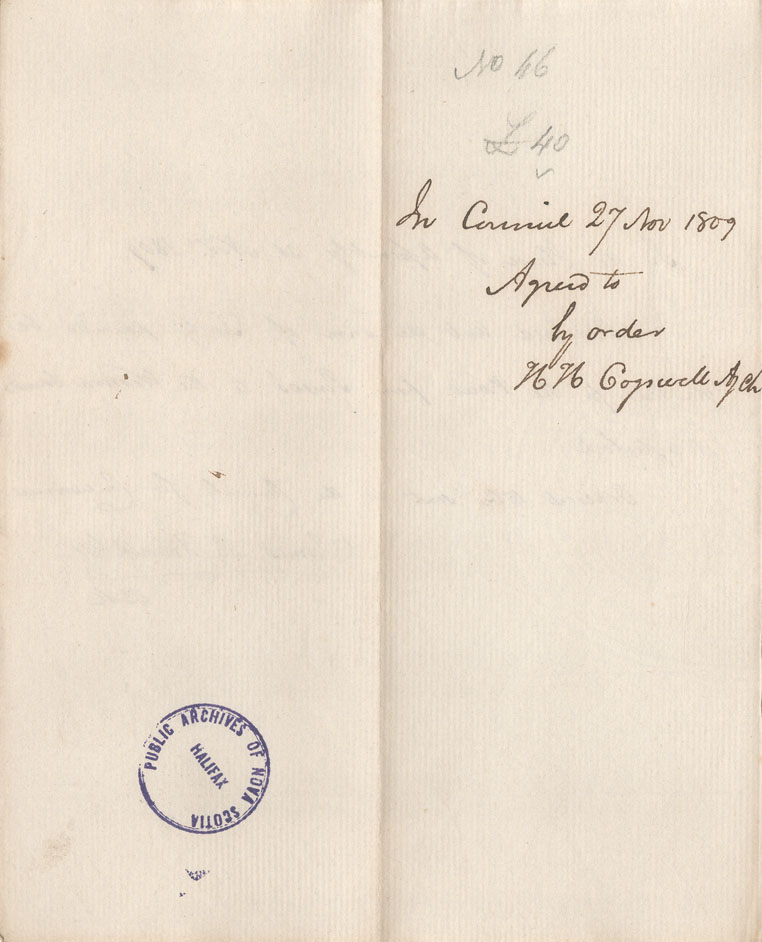 No 46
£ 40
In Council 27 Nov 1809
Agreed to
by order
H H Cogswell
PUBLIC ARCHIVES OF NOVA SCOTIA
HALIFAX